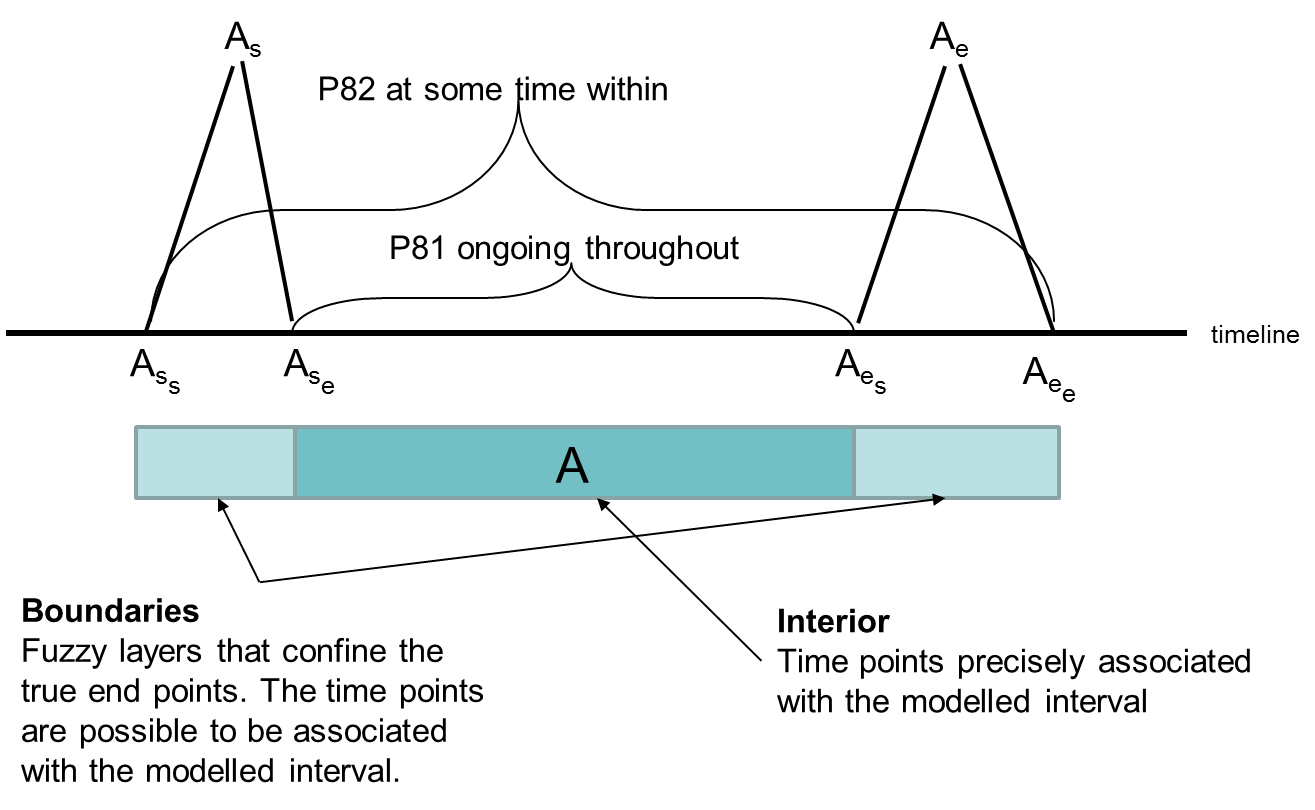 As
Ae
P82 at some time within
P81 ongoing throughout
timeline
Ass
Ase
Aes
Aee
A
Boundaries
Fuzzy layers that confine the
true end points. The time points
are possible to be associated
with the modelled interval.
Interior
Time points precisely associated
with the modelled interval